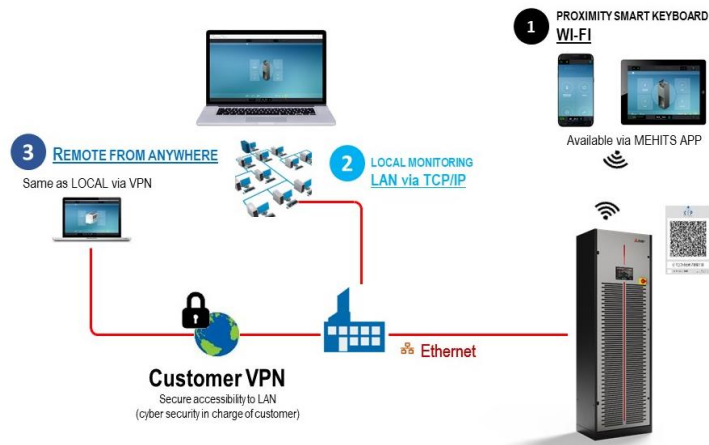 1
PROXIMITY SMART KEYBOARD
WI-FI
Available via MEHITS APP
3
REMOTE FROM ANYWHERE
Same as LOCAL via VPN
2
LOCAL MONITORING
LAN via TCP/IP
Ethernet
Customer VPN
Secure accessibility to LAN
(cyber security in charge of customer)